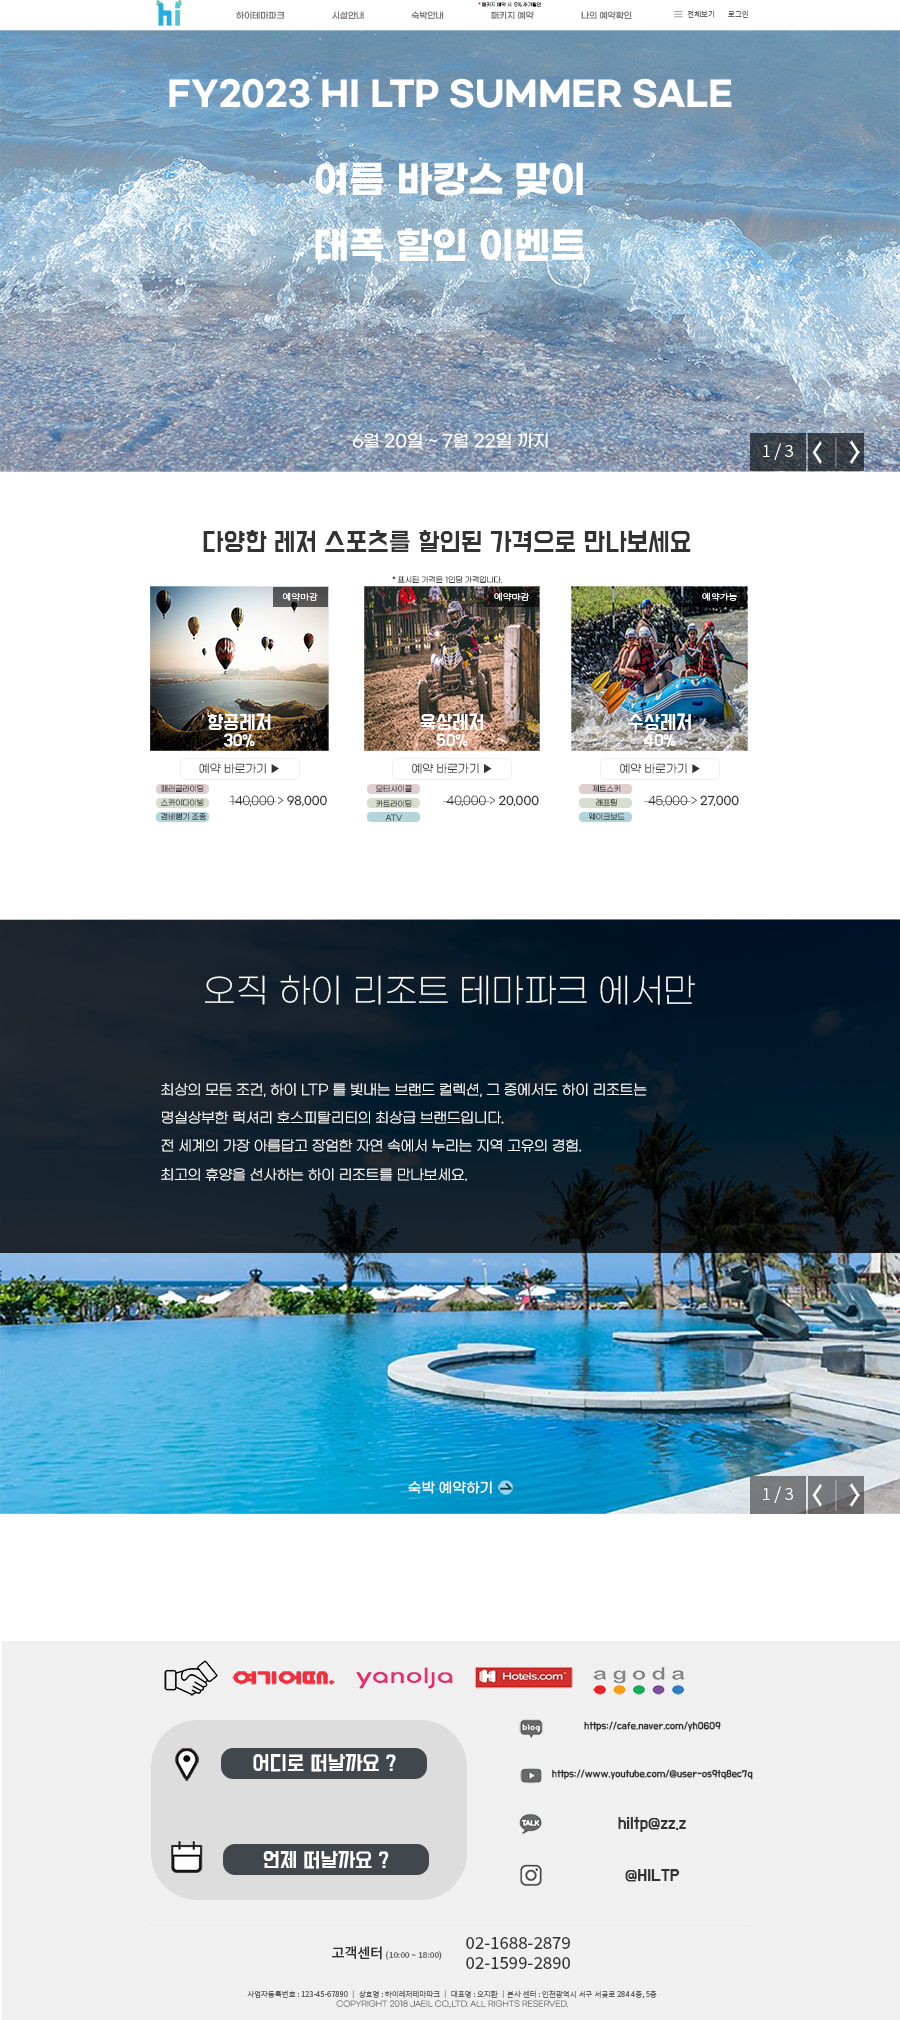 hi
하이테마파크 시설안내 숙박안내 패키지 예약 나의 예약확인 전체보기 로그인
* 패키지 예약 시 5% 추가할인
FY2023 HI LTP SUMMER SALE
여름 바캉스 맞이
대폭 할인 이벤트
6월 20일 ~ 7월 22일 까지
1 / 3
다양한 레저 스포츠를 할인된 가격으로 만나보세요
* 표시된 가격은 1인당 가격입니다.
예약마감
항공레저
30%
예약 바로가기 ▶
패러글라이딩
스카이다이빙
경비행기 조종
140,000 > 98,000
예약마감
육상레저
50%
예약 바로가기 ▶
모터사이클
카트라이딩
ATV
40,000 > 20,000
예약가능
수상레저
40%
예약 바로가기 ▶
제트스키
래프팅
웨이크보드
45,000 > 27,000
오직 하이 리조트 테마파크 에서만
최상의 모든 조건, 하이 LTP 를 빛내는 브랜드 컬렉션, 그 중에서도 하이 리조트는
명실상부한 럭셔리 호스피탈리티의 최상급 브랜드입니다.
전 세계의 가장 아름답고 장엄한 자연 속에서 누리는 지역 고유의 경험.
최고의 휴양을 선사하는 하이 리조트를 만나보세요.
숙박 예약하기
1 / 3
여기어때. yanolja Hotels.com agoda
어디로 떠날까요 ?
언제 떠날까요 ?
blog https://cafe.naver.com/yh0609
https://www.youtube.com/@user-os9tq8ec7q
TALK hiltp@zz.z
@HILTP
고객센터 (10:00 ~ 18:00)
02-1688-2879
02-1599-2890
사업자등록번호 : 123-45-67890 | 상호명 : 하이레저테마파크 | 대표명 : 오지환 | 본사 센터 : 인천광역시 서구 서곶로 284 4층, 5층
COPYRIGHT 2018 JAEIL CO.,LTD. ALL RIGHTS RESERVED.